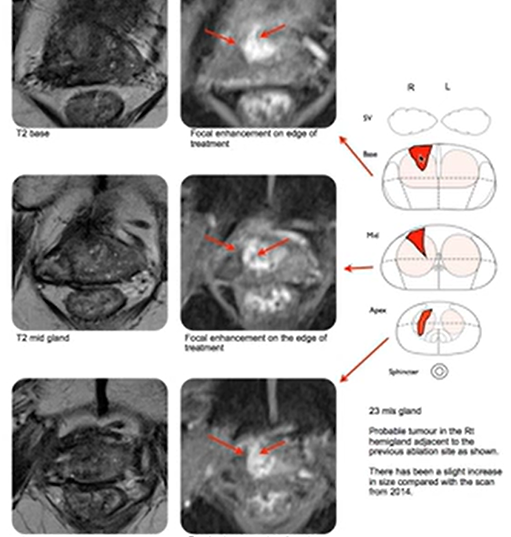 R L
SV
Base
T2 base
Focal enhancement on edge of
treatment
Mid
Apex
T2 mid gland
Focal enhancement on the edge of
treatment
Sphincter
23 mls gland
Probable tumour in the Rt
hemigland adjacent to the
previous ablation site as shown.
There has been a slight increase
in size compared with the scan
from 2014.